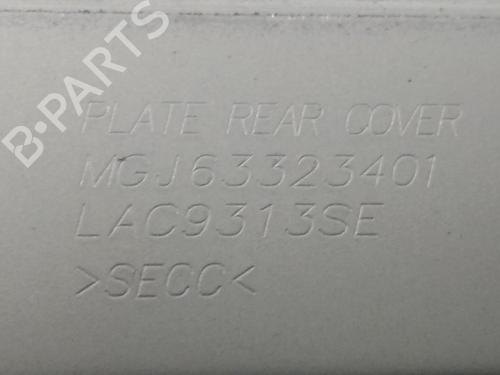 B-PARTS
PLATE REAR COVER
MGJ63323401
LAC9313SE
>SECC<